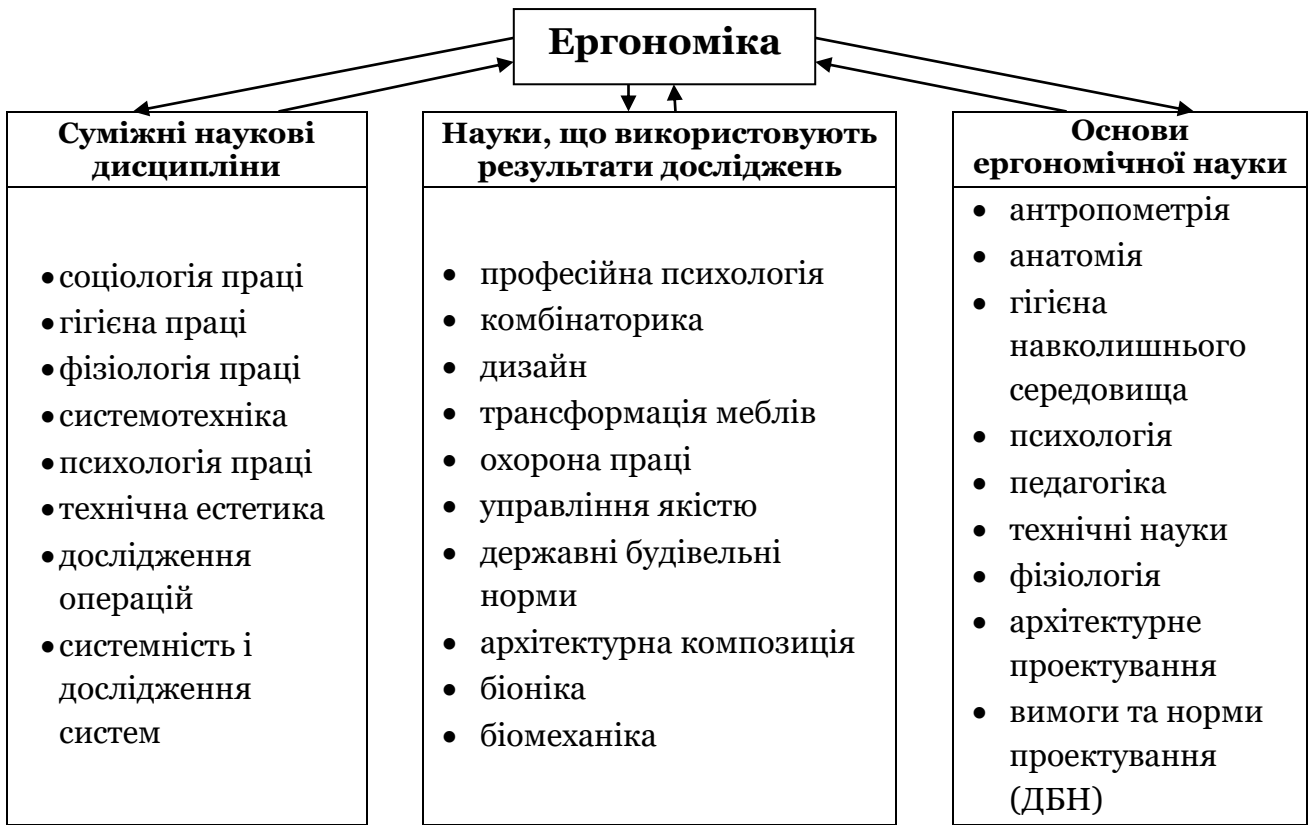 Ергономіка
Суміжні наукові
дисципліни
• соціологія праці
• гігієна праці
• фізіологія праці
• системотехніка
• психологія праці
• технічна естетика
• дослідження
операцій
• системність і
дослідження
систем
Науки, що використовують
результати досліджень
• професійна психологія
• комбінаторика
• дизайн
• трансформація меблів
• охорона праці
• управління якістю
• державні будівельні
норми
• архітектурна композиція
• біоніка
• біомеханіка
Основи
ергономічної науки
• антропометрія
• анатомія
• гігієна
навколишнього
середовища
• психологія
• педагогіка
• технічні науки
• фізіологія
• архітектурне
проектування
• вимоги та норми
проектування
(ДБН)